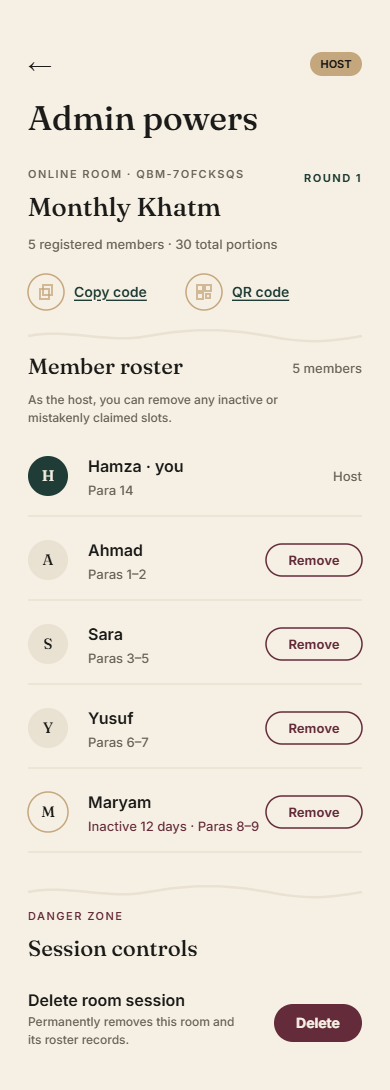 ←
HOST
Admin powers
ONLINE ROOM · QBM-7OFCKSQS
ROUND 1
Monthly Khatm
5 registered members · 30 total portions
Copy code
QR code
Member roster
5 members
As the host, you can remove any inactive or
mistakenly claimed slots.
H
Hamza · you
Para 14
Host
A
Ahmad
Paras 1–2
Remove
S
Sara
Paras 3–5
Remove
Y
Yusuf
Paras 6–7
Remove
M
Maryam
Inactive 12 days · Paras 8–9
Remove
DANGER ZONE
Session controls
Delete room session
Permanently removes this room and
its roster records.
Delete